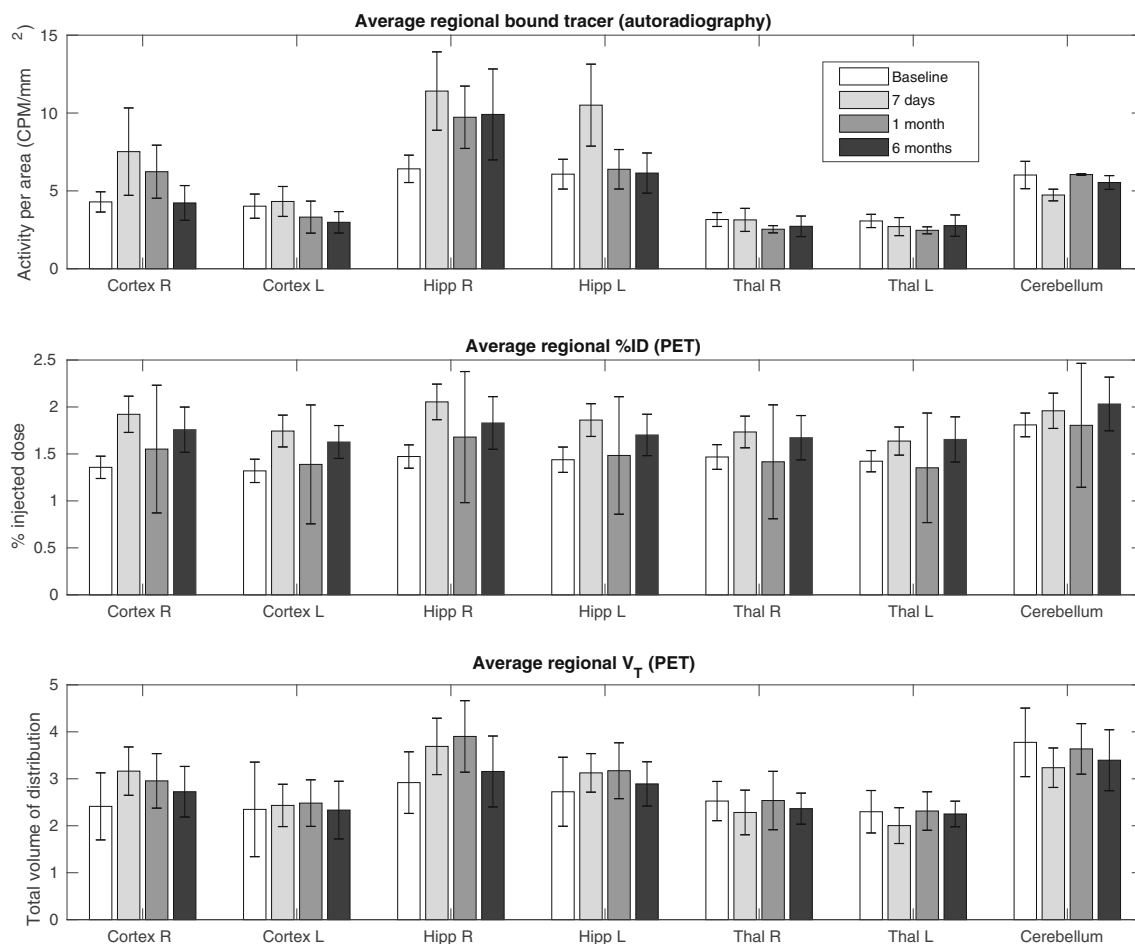 Average regional bound tracer (autoradiography)
Activity per area (CPM/mm 2)
15
10
5
0
Baseline
7 days
1 month
6 months
Cortex R Cortex L Hipp R Hipp L Thal R Thal L Cerebellum
Average regional %ID (PET)
% injected dose
2.5
2
1.5
1
0.5
0
Cortex R Cortex L Hipp R Hipp L Thal R Thal L Cerebellum
Average regional V_T (PET)
Total volume of distribution
5
4
3
2
1
0
Cortex R Cortex L Hipp R Hipp L Thal R Thal L Cerebellum